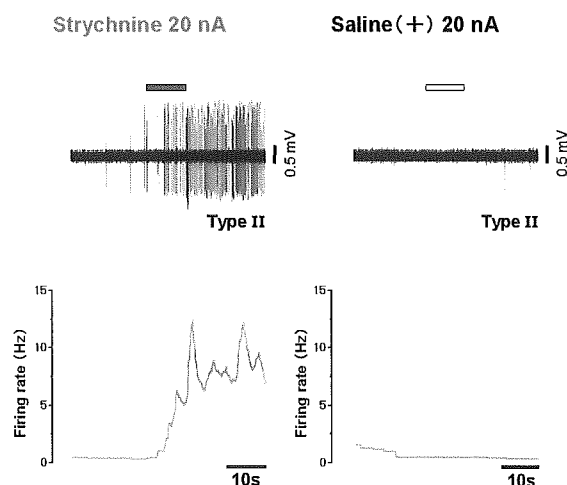 Strychnine 20 nA
Saline(+) 20 nA
0.5 mV
0.5 mV
Type II
Type II
15
10
5
0
Firing rate (Hz)
10s
15
10
5
0
Firing rate (Hz)
10s